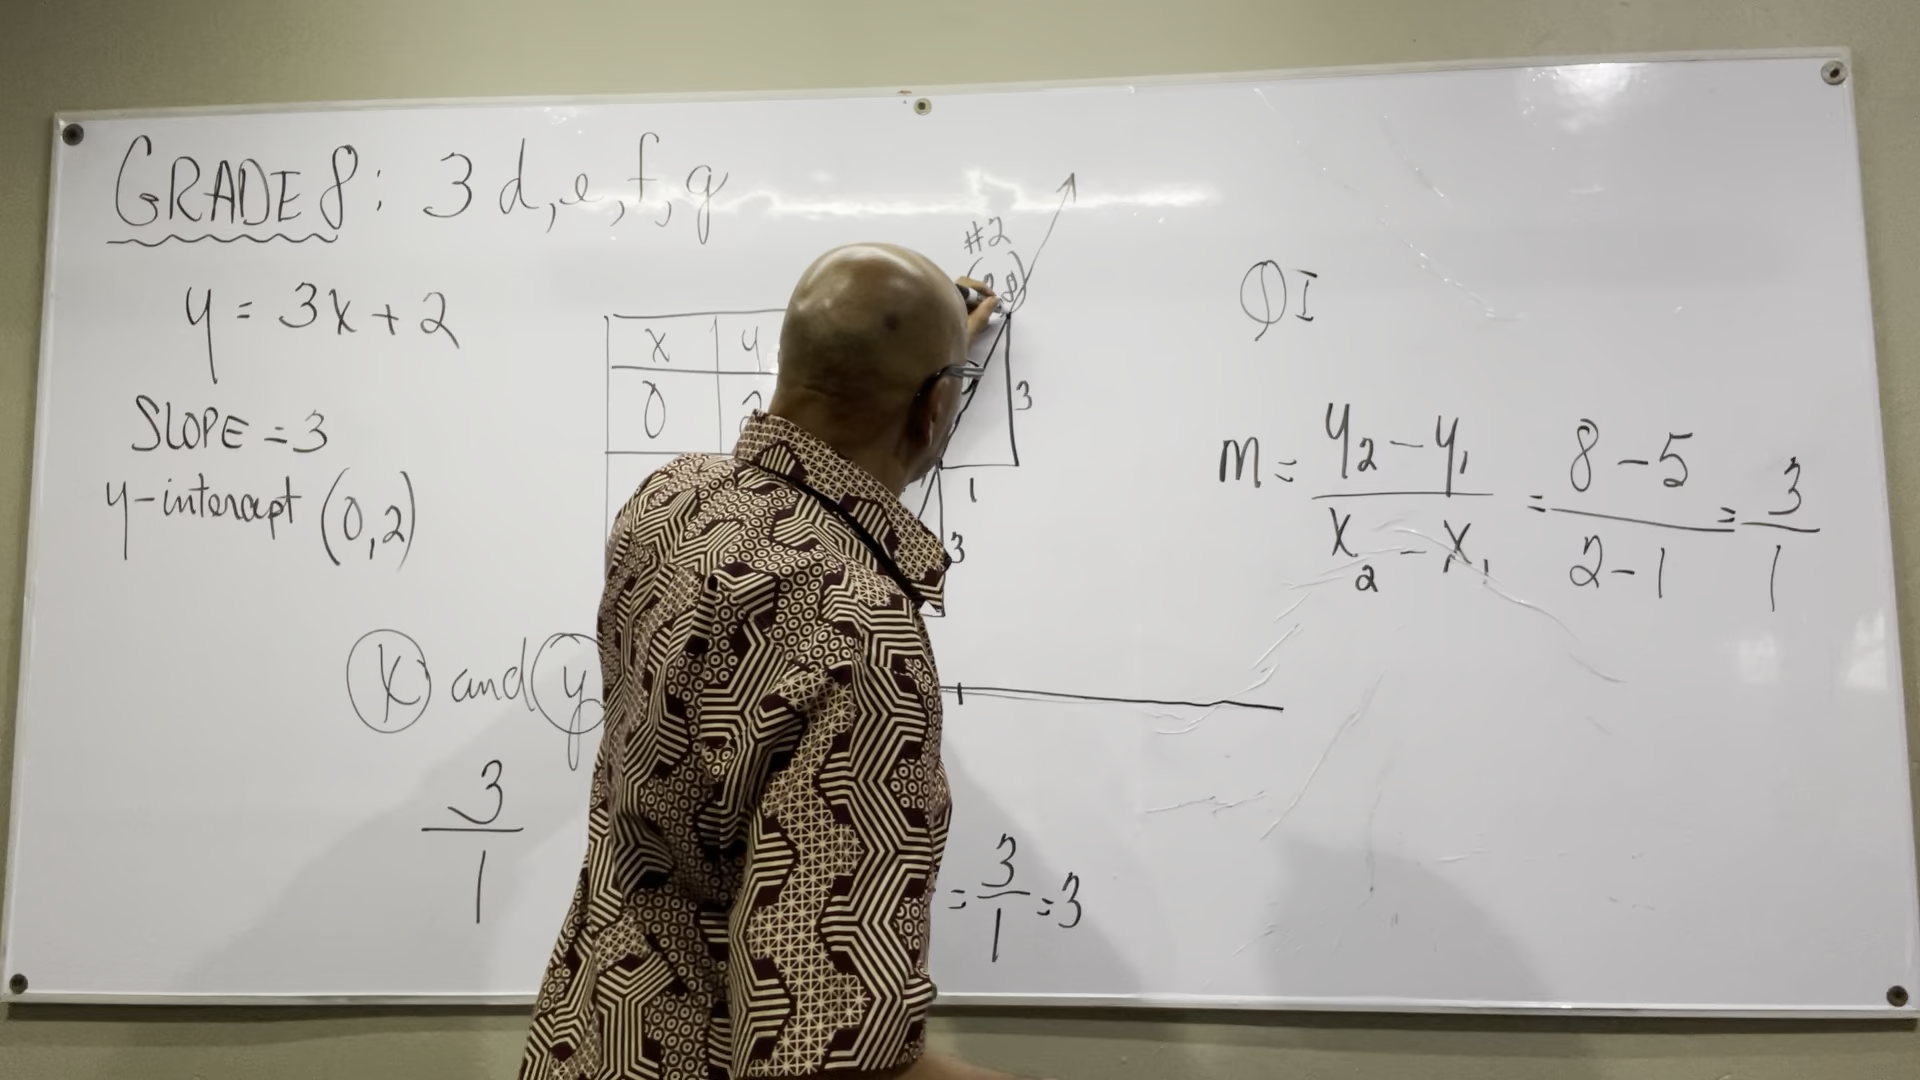 GRADE 8: 3 d, e, f, g
y = 3x + 2
SLOPE = 3
y-intercept (0,2)
x and y
3
1
x y
0
#2
8)
3
1
3
= 3/1 = 3
QI
m = y₂ - y₁ / x₂ - x₁ = 8 - 5 / 2 - 1 = 3/1